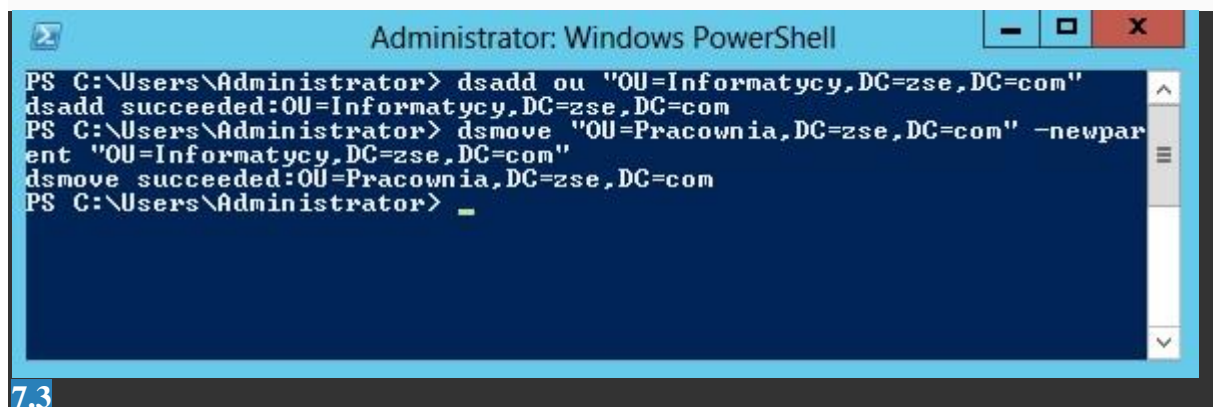 Administrator: Windows PowerShell
PS C:\Users\Administrator> dsadd ou "OU=Informatycy,DC=zse,DC=com"
dsadd succeeded:OU=Informatycy,DC=zse,DC=com
PS C:\Users\Administrator> dsmove "OU=Pracownia,DC=zse,DC=com" -newpar
ent "OU=Informatycy,DC=zse,DC=com"
dsmove succeeded:OU=Pracownia,DC=zse,DC=com
PS C:\Users\Administrator> _
7.3